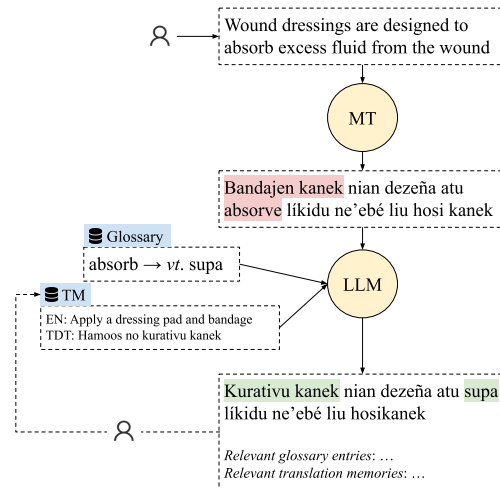 Wound dressings are designed to
absorb excess fluid from the wound
MT
Bandajen kanek nian dezeña atu
absorve líkidu ne'ebé liu hosi kanek
Glossary
absorb → vt. supa
LLM
TM
EN: Apply a dressing pad and bandage
TDT: Hamoos no kurativu kanek
Kurativu kanek nian dezeña atu supa
líkidu ne'ebé liu hosikanek
Relevant glossary entries: …
Relevant translation memories: …